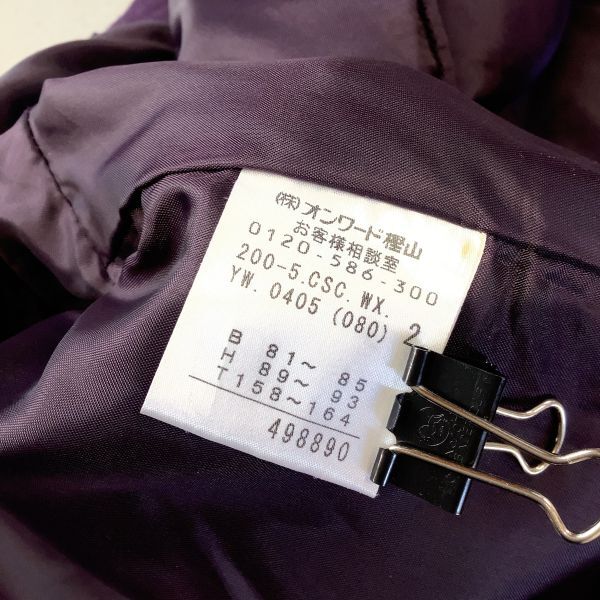 (株)オンワード樫山
お客様相談室
0120-586-300
200-5.CSC. WX.
YW. 0405 (080) 2
B 81～ 85
H 89～ 93
T158～164
498890